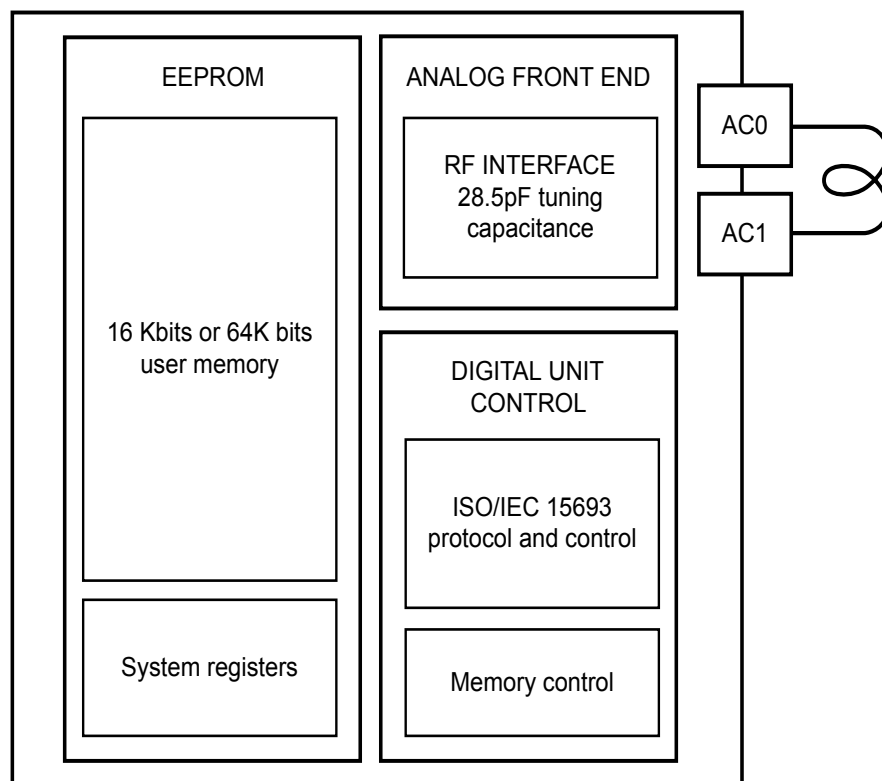 EEPROM
16 Kbits or 64K bits
user memory
System registers
ANALOG FRONT END
RF INTERFACE
28.5pF tuning
capacitance
DIGITAL UNIT
CONTROL
ISO/IEC 15693
protocol and control
Memory control
AC0
AC1